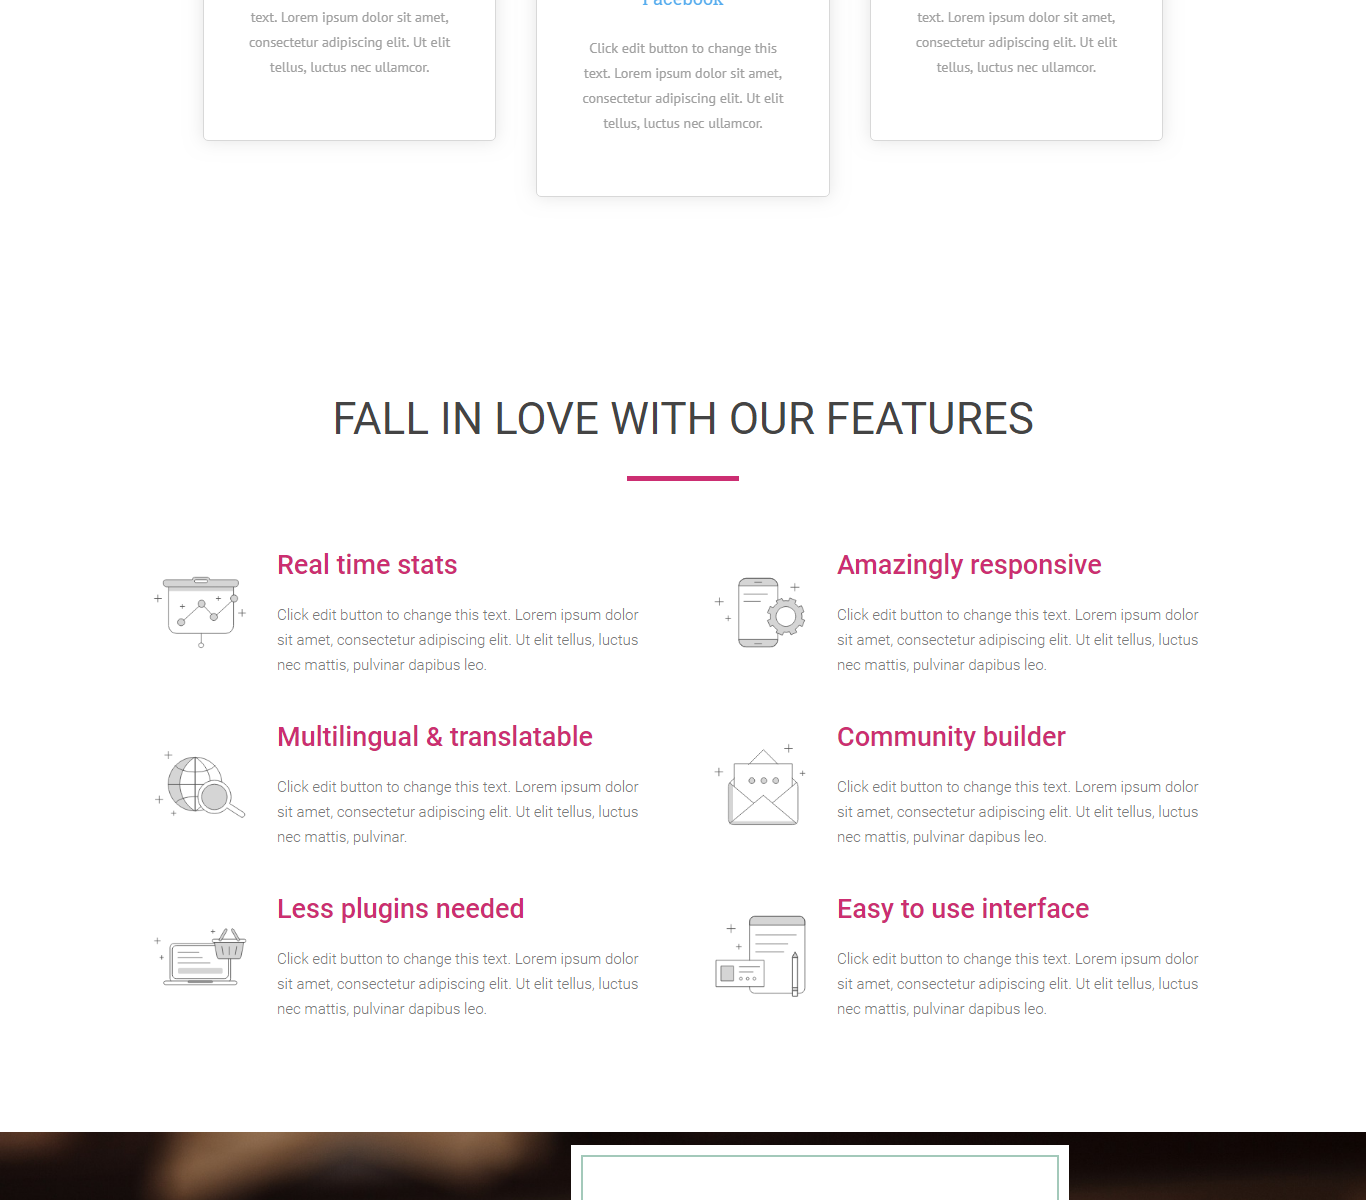 text. Lorem ipsum dolor sit amet,
consectetur adipiscing elit. Ut elit
tellus, luctus nec ullamcor.
Facebook
Click edit button to change this
text. Lorem ipsum dolor sit amet,
consectetur adipiscing elit. Ut elit
tellus, luctus nec ullamcor.
text. Lorem ipsum dolor sit amet,
consectetur adipiscing elit. Ut elit
tellus, luctus nec ullamcor.
FALL IN LOVE WITH OUR FEATURES
Real time stats
Click edit button to change this text. Lorem ipsum dolor
sit amet, consectetur adipiscing elit. Ut elit tellus, luctus
nec mattis, pulvinar dapibus leo.
Amazingly responsive
Click edit button to change this text. Lorem ipsum dolor
sit amet, consectetur adipiscing elit. Ut elit tellus, luctus
nec mattis, pulvinar dapibus leo.
Multilingual & translatable
Click edit button to change this text. Lorem ipsum dolor
sit amet, consectetur adipiscing elit. Ut elit tellus, luctus
nec mattis, pulvinar.
Community builder
Click edit button to change this text. Lorem ipsum dolor
sit amet, consectetur adipiscing elit. Ut elit tellus, luctus
nec mattis, pulvinar dapibus leo.
Less plugins needed
Click edit button to change this text. Lorem ipsum dolor
sit amet, consectetur adipiscing elit. Ut elit tellus, luctus
nec mattis, pulvinar dapibus leo.
Easy to use interface
Click edit button to change this text. Lorem ipsum dolor
sit amet, consectetur adipiscing elit. Ut elit tellus, luctus
nec mattis, pulvinar dapibus leo.